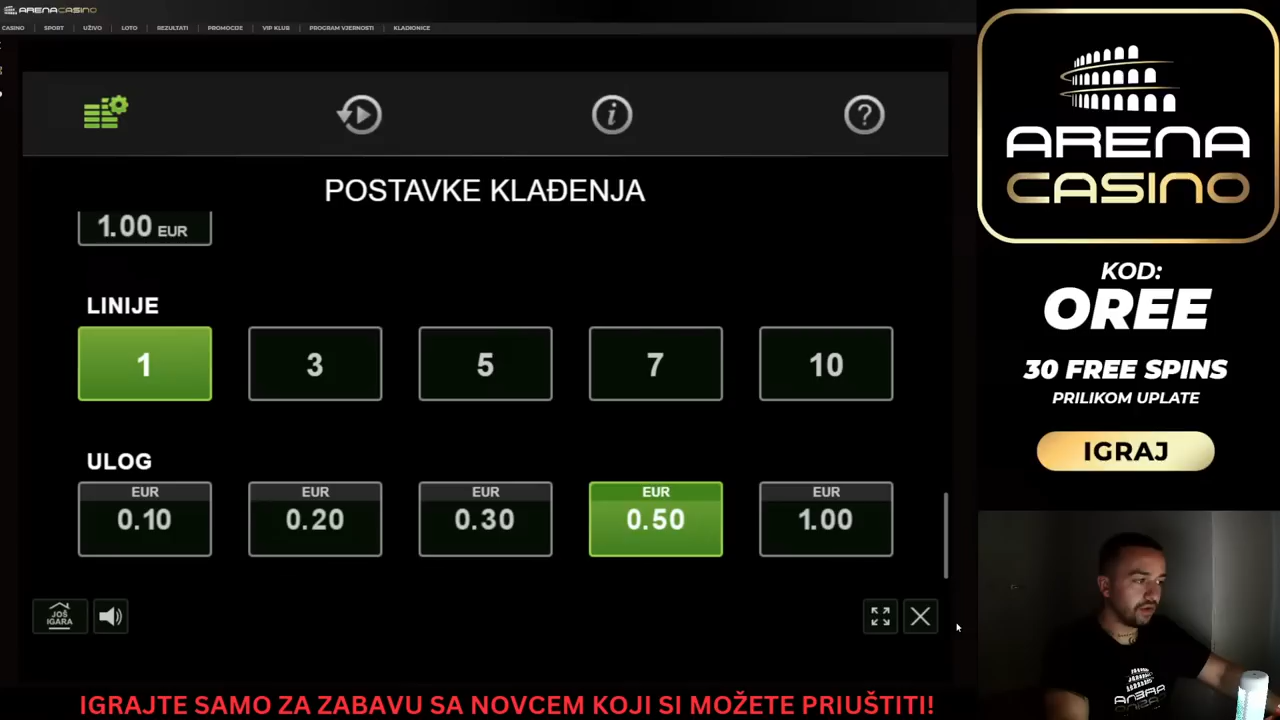 ARENACASINO
CASINO SPORT UŽIVO LOTO REZULTATI PROMOCIJE VIP KLUB PROGRAM VJERNOSTI KLADIONICE
POSTAVKE KLAĐENJA
1.00 EUR
LINIJE
1 3 5 7 10
ULOG
EUR EUR EUR EUR EUR
0.10 0.20 0.30 0.50 1.00
JOŠ
IGARA
ARENA
CASINO
KOD:
OREE
30 FREE SPINS
PRILIKOM UPLATE
IGRAJ
IGRAJTE SAMO ZA ZABAVU SA NOVCEM KOJI SI MOŽETE PRIUŠTITI!